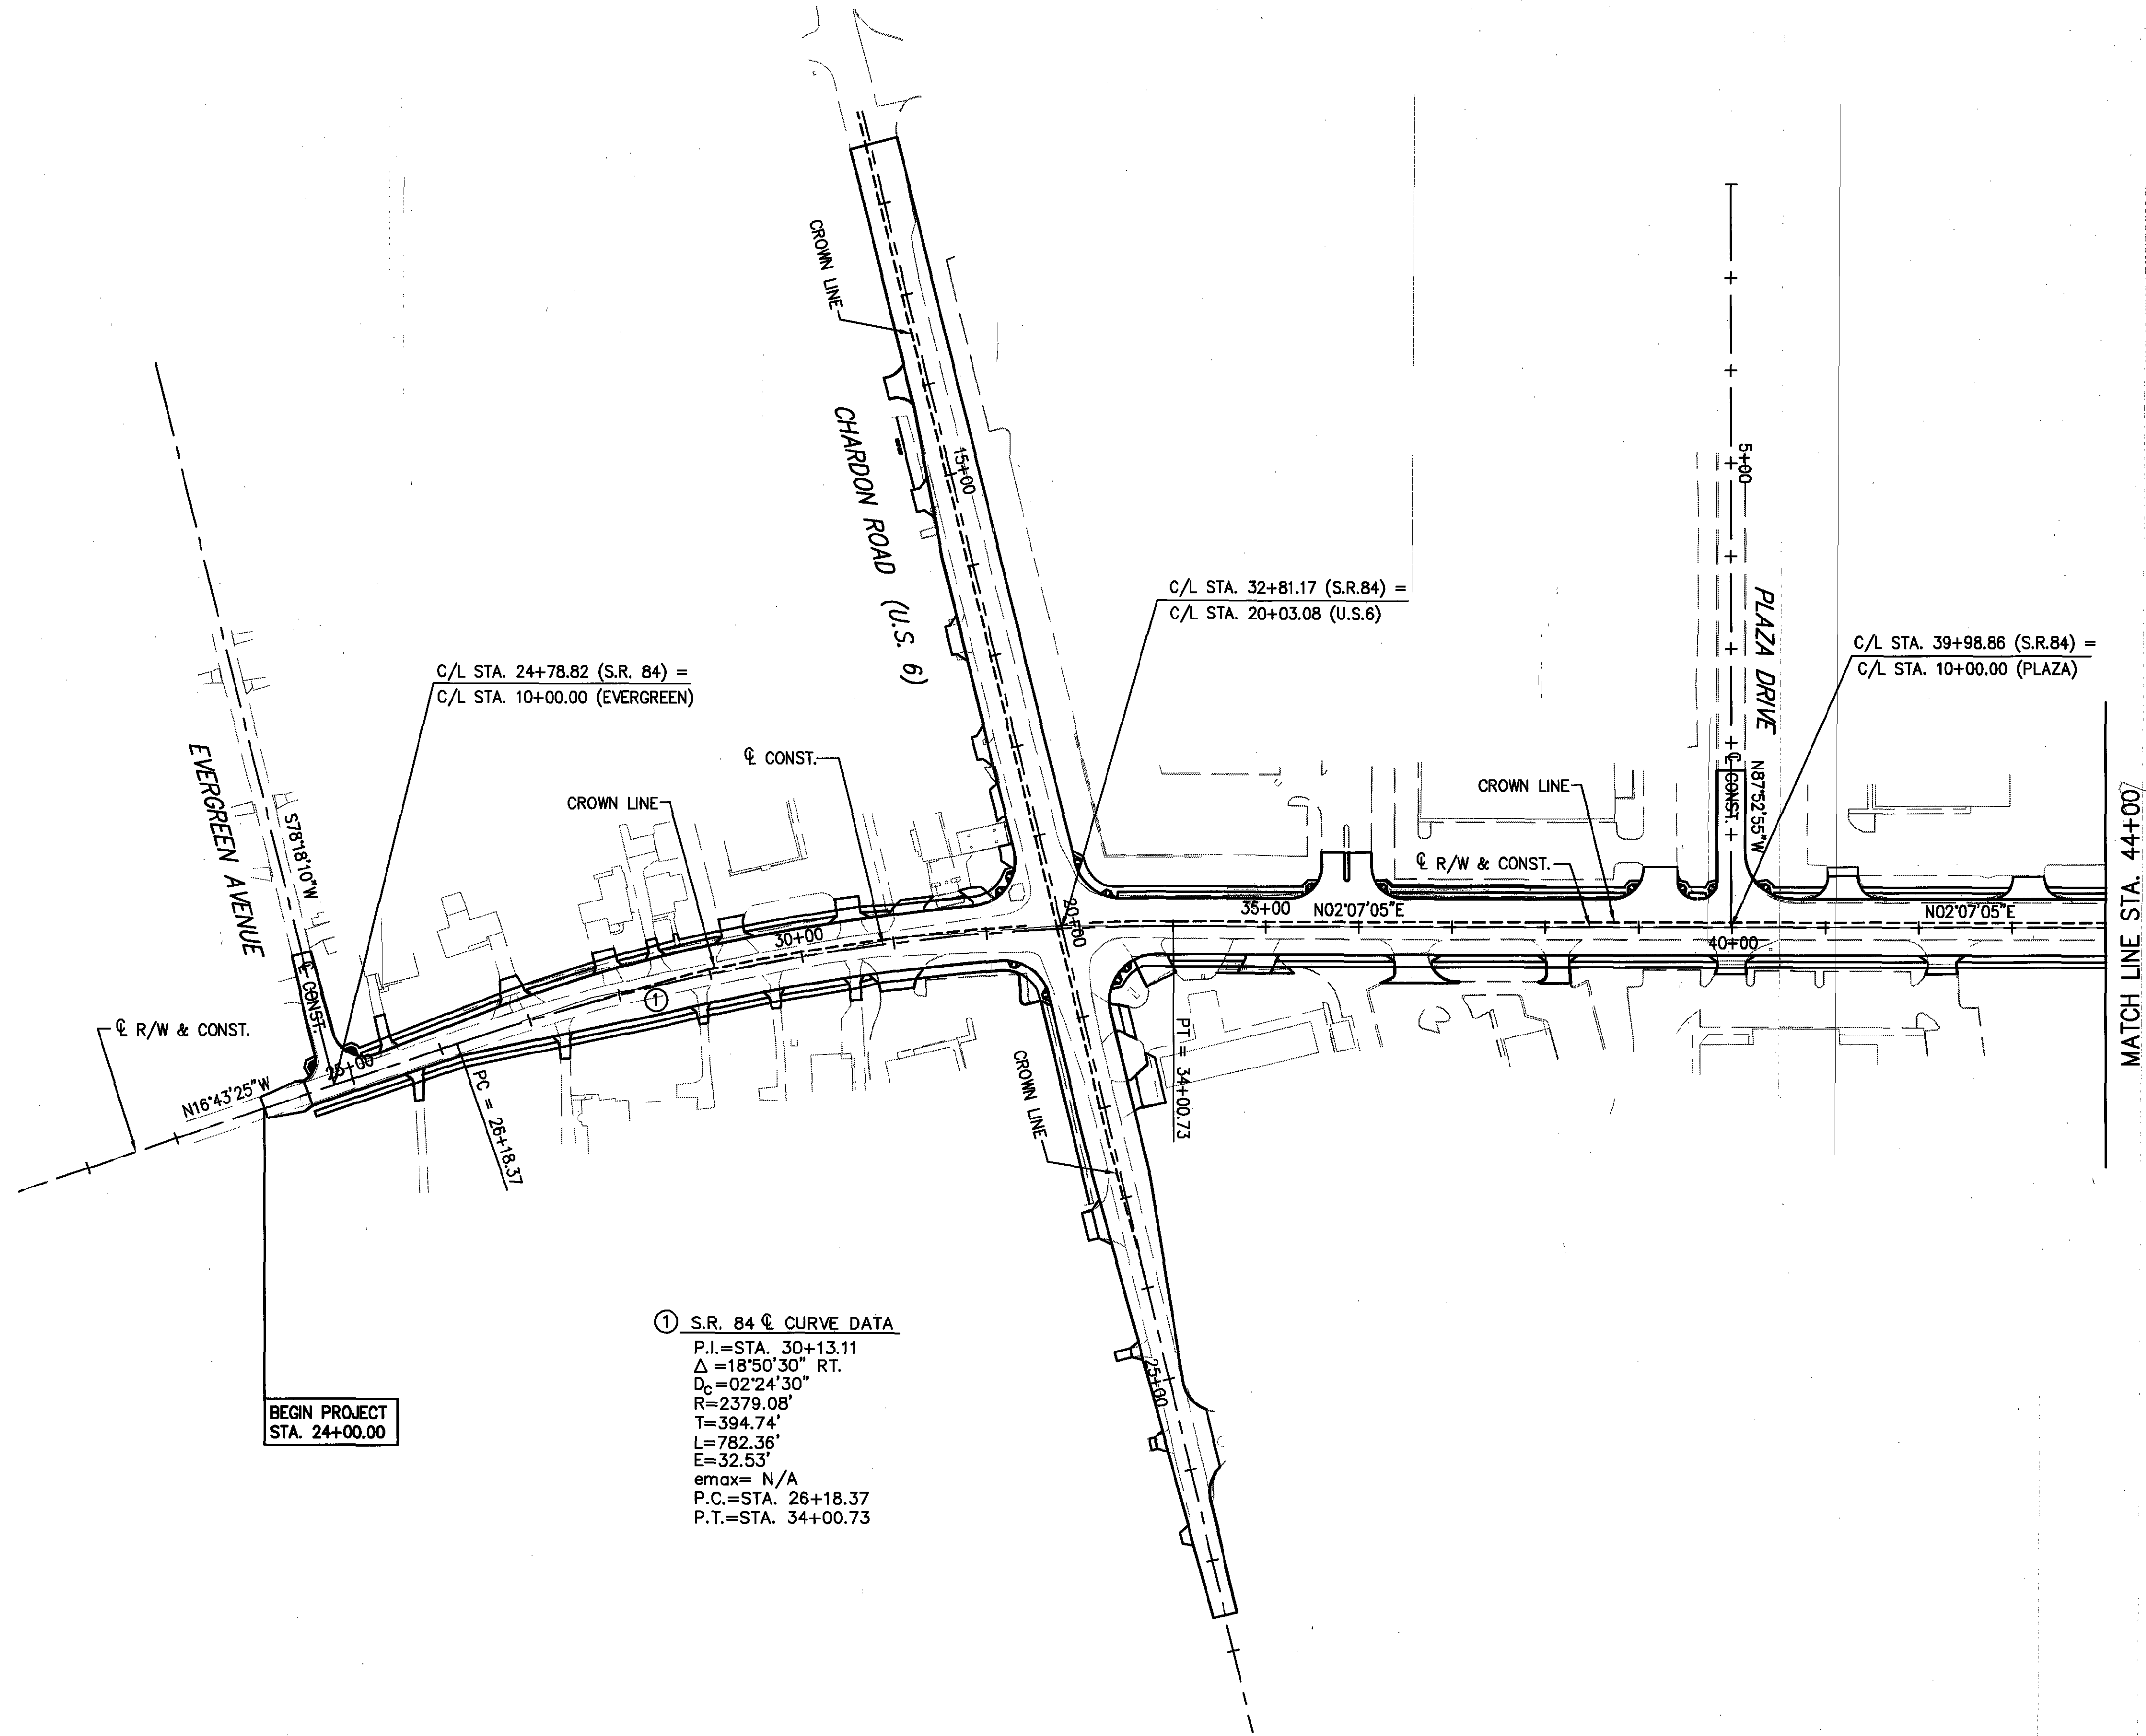 CROWN LINE
CHARDON ROAD (U.S. 6)
15+00
5+00
PLAZA DRIVE
C/L STA. 32+81.17 (S.R.84) =
C/L STA. 20+03.08 (U.S.6)
C/L STA. 39+98.86 (S.R.84) =
C/L STA. 10+00.00 (PLAZA)
C/L STA. 24+78.82 (S.R. 84) =
C/L STA. 10+00.00 (EVERGREEN)
EVERGREEN AVENUE
S78°18'10"W
℄ CONST.
CROWN LINE
℄ CONST.
CROWN LINE
℄ R/W & CONST.
℄ CONST.
N87°52'55"W
MATCH LINE STA. 44+00
20+00
35+00
N02°07'05"E
40+00
N02°07'05"E
30+00
1
℄ R/W & CONST.
N16°43'25"W
25+00
PC = 26+18.37
CROWN LINE
PT = 34+00.73
25+00
BEGIN PROJECT
STA. 24+00.00
1 S.R. 84 ℄ CURVE DATA
P.I.=STA. 30+13.11
Δ =18°50'30" RT.
Dc=02°24'30"
R=2379.08'
T=394.74'
L=782.36'
E=32.53'
emax= N/A
P.C.=STA. 26+18.37
P.T.=STA. 34+00.73